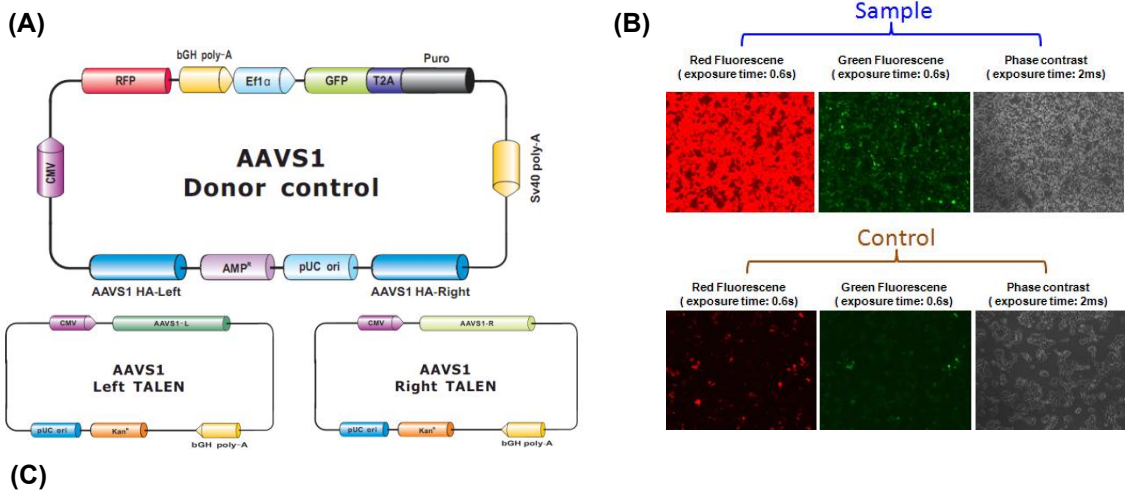 (A)
bGH poly-A
Puro
RFP
Ef1α
GFP
T2A
CMV
AAVS1
Donor control
Sv40 poly-A
AAVS1 HA-Left
AMPᴿ
pUC ori
AAVS1 HA-Right
CMV
AAVS1-L
AAVS1
Left TALEN
pUC ori
Kanᴿ
bGH poly-A
CMV
AAVS1-R
AAVS1
Right TALEN
pUC ori
Kanᴿ
bGH poly-A
(B)
Sample
Red Fluorescene
( exposure time: 0.6s)
Green Fluorescene
( exposure time: 0.6s)
Phase contrast
( exposure time: 2ms)
Control
Red Fluorescene
( exposure time: 0.6s)
Green Fluorescene
( exposure time: 0.6s)
Phase contrast
( exposure time: 2ms)
(C)